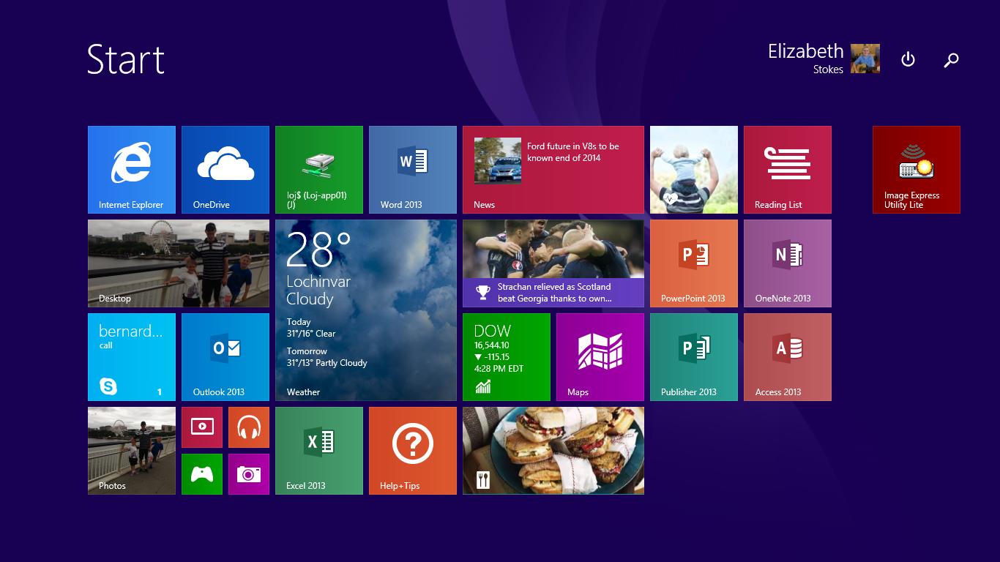 Start
Elizabeth
Stokes
Internet Explorer
OneDrive
loj$ (Loj-app01)
(J)
W
Word 2013
Ford future in V8s to be
known end of 2014
News
Reading List
Image Express
Utility Lite
Desktop
28°
Lochinvar
Cloudy
Today
31°/16° Clear
Tomorrow
31°/13° Partly Cloudy
Weather
Strachan relieved as Scotland
beat Georgia thanks to own...
P
PowerPoint 2013
N
OneNote 2013
bernard...
call
S
1
O
Outlook 2013
DOW
16,544.10
▼ -115.15
4:28 PM EDT
Maps
P
Publisher 2013
A
Access 2013
Photos
X
Excel 2013
?
Help+Tips